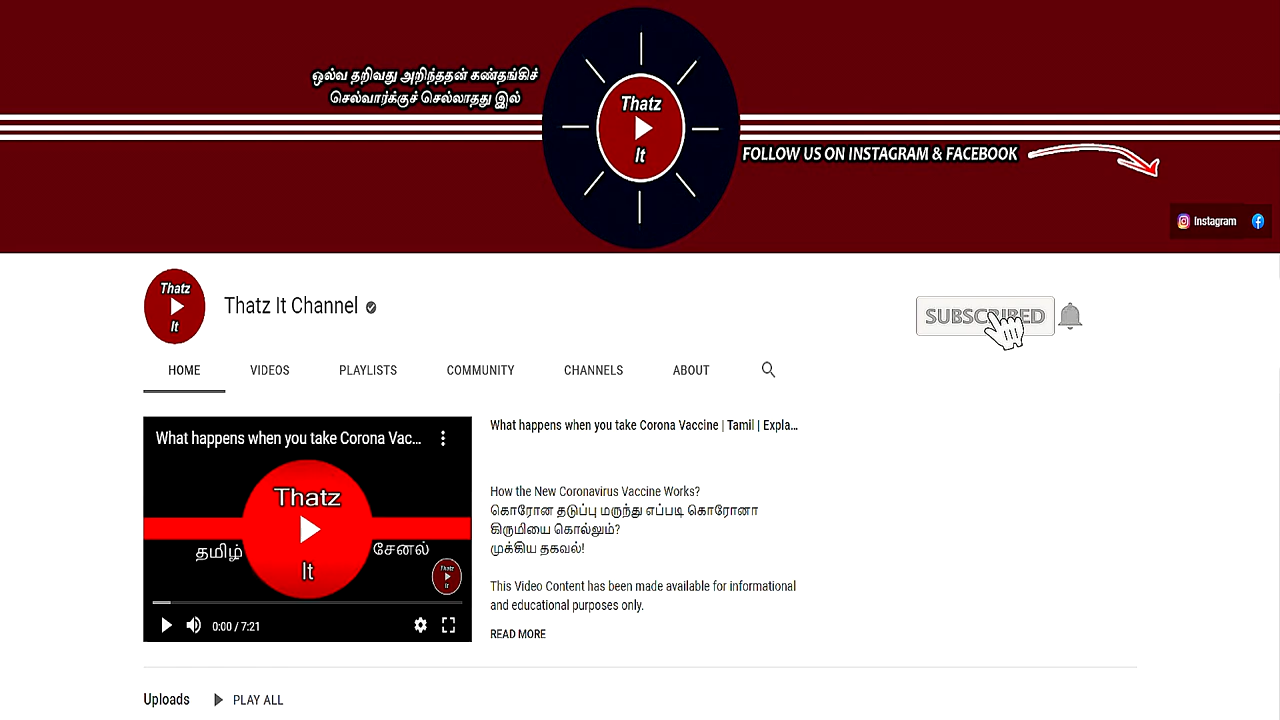 ஒல்வ தறிவது அறிந்ததன் கண்தங்கிச்
செல்வார்க்குச் செல்லாதது இல்
Thatz
It
FOLLOW US ON INSTAGRAM & FACEBOOK
Instagram
Thatz
It
Thatz It Channel
SUBSCRIBED
HOME VIDEOS PLAYLISTS COMMUNITY CHANNELS ABOUT
What happens when you take Corona Vac...
Thatz
தமிழ் சேனல்
It
Thatz
It
0:00 / 7:21
What happens when you take Corona Vaccine | Tamil | Expla...
How the New Coronavirus Vaccine Works?
கொரோன தடுப்பு மருந்து எப்படி கொரோனா
கிருமியை கொல்லும்?
முக்கிய தகவல்!
This Video Content has been made available for informational
and educational purposes only.
READ MORE
Uploads PLAY ALL